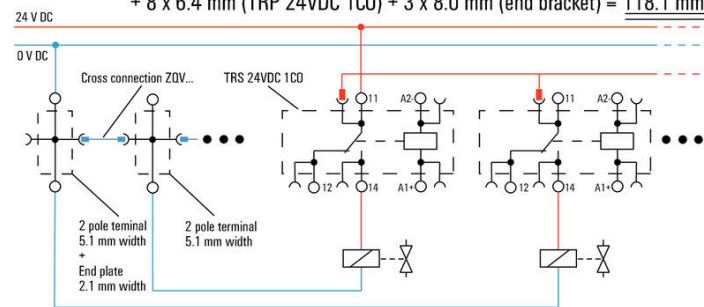 + 8 x 6.4 mm (TRP 24VDC 1CO) + 3 x 8.0 mm (end bracket) = 118.1 mm
24 V DC
0 V DC
Cross connection ZQV...
TRS 24VDC 1CO
11
A2-
11
A2-
12
14
A1+
12
14
A1+
2 pole teminal
5.1 mm width
+
End plate
2.1 mm width
2 pole terminal
5.1 mm width